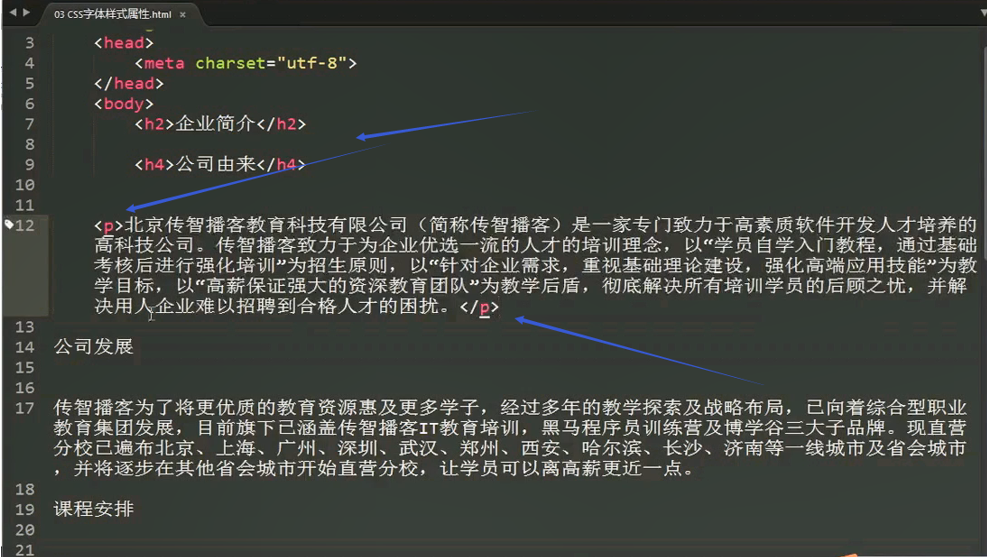 03 CSS字体样式属性.html ×
3 <head>
4 <meta charset="utf-8">
5 </head>
6 <body>
7 <h2>企业简介</h2>
8
9 <h4>公司由来</h4>
10
11
12 <p>北京传智播客教育科技有限公司（简称传智播客）是一家专门致力于高素质软件开发人才培养的
高科技公司。传智播客致力于为企业优选一流的人才的培训理念，以“学员自学入门教程，通过基础
考核后进行强化培训”为招生原则，以“针对企业需求，重视基础理论建设，强化高端应用技能”为教
学目标，以“高薪保证强大的资深教育团队”为教学后盾，彻底解决所有培训学员的后顾之忧，并解
决用人企业难以招聘到合格人才的困扰。</p>
13
14 公司发展
15
16
17 传智播客为了将更优质的教育资源惠及更多学子，经过多年的教学探索及战略布局，已向着综合型职业
教育集团发展，目前旗下已涵盖传智播客IT教育培训，黑马程序员训练营及博学谷三大子品牌。现直营
分校已遍布北京、上海、广州、深圳、武汉、郑州、西安、哈尔滨、长沙、济南等一线城市及省会城市
，并将逐步在其他省会城市开始直营分校，让学员可以离高薪更近一点。
18
19 课程安排
20
21